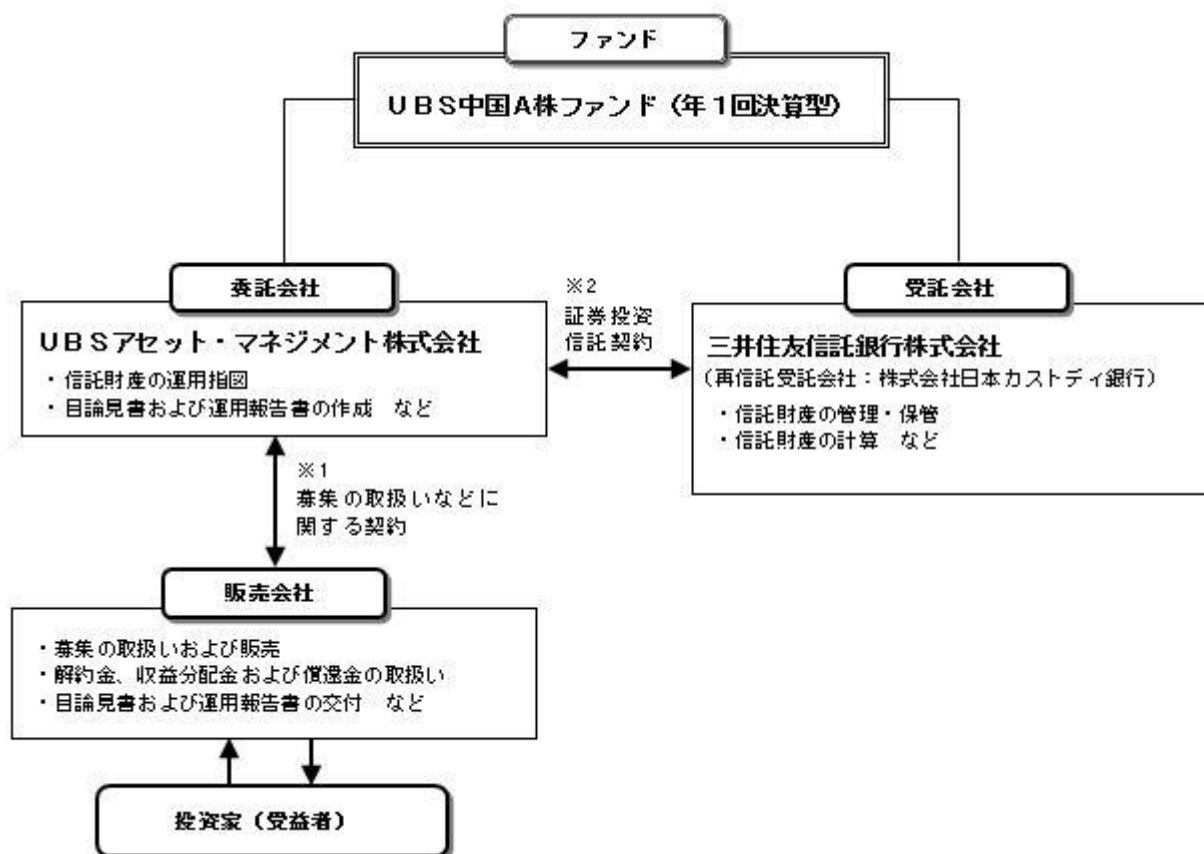 ファンド
UBS中国A株ファンド（年1回決算型）
委託会社
UBSアセット・マネジメント株式会社
・信託財産の運用指図
・目論見書および運用報告書の作成　など
※2
証券投資
信託契約
受託会社
三井住友信託銀行株式会社
（再信託受託会社：株式会社日本カストディ銀行）
・信託財産の管理・保管
・信託財産の計算　など
※1
募集の取扱いなどに
関する契約
販売会社
・募集の取扱いおよび販売
・解約金、収益分配金および償還金の取扱い
・目論見書および運用報告書の交付　など
投資家（受益者）